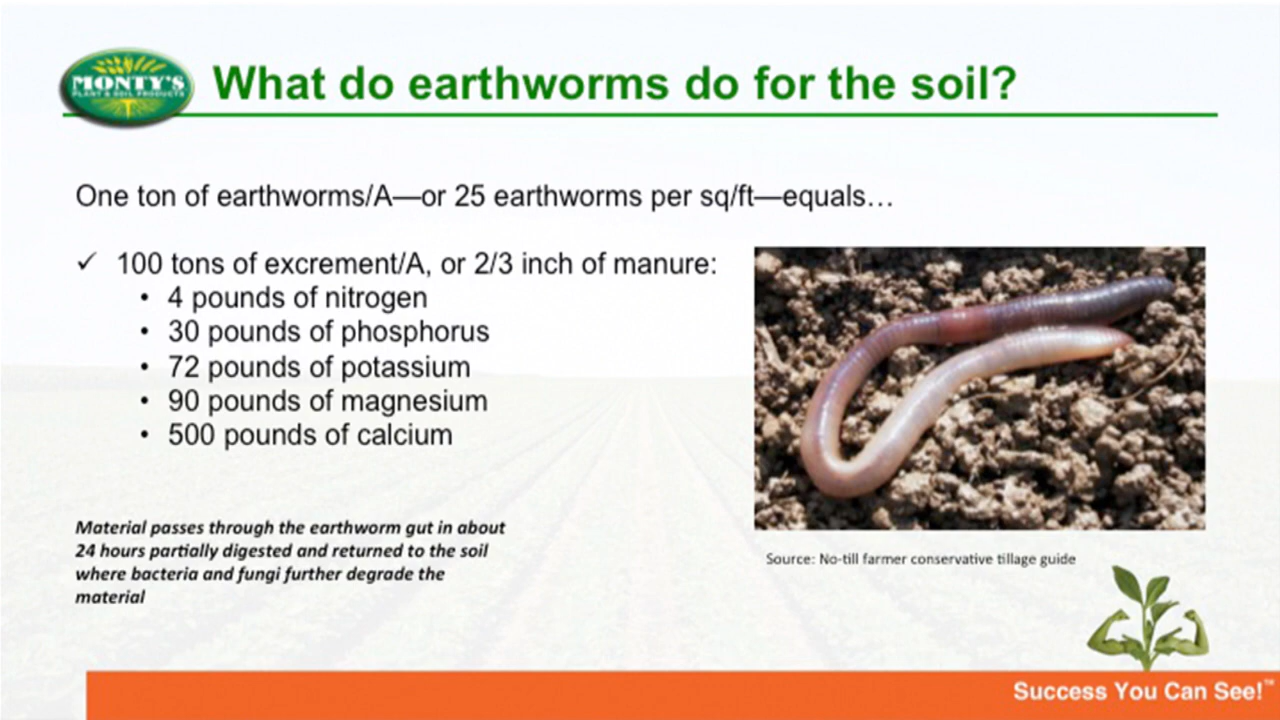 MONTY'S
PLANT & SOIL PRODUCTS
What do earthworms do for the soil?
One ton of earthworms/A—or 25 earthworms per sq/ft—equals…
✓ 100 tons of excrement/A, or 2/3 inch of manure:
• 4 pounds of nitrogen
• 30 pounds of phosphorus
• 72 pounds of potassium
• 90 pounds of magnesium
• 500 pounds of calcium
Material passes through the earthworm gut in about
24 hours partially digested and returned to the soil
where bacteria and fungi further degrade the
material
Source: No-till farmer conservative tillage guide
Success You Can See!™